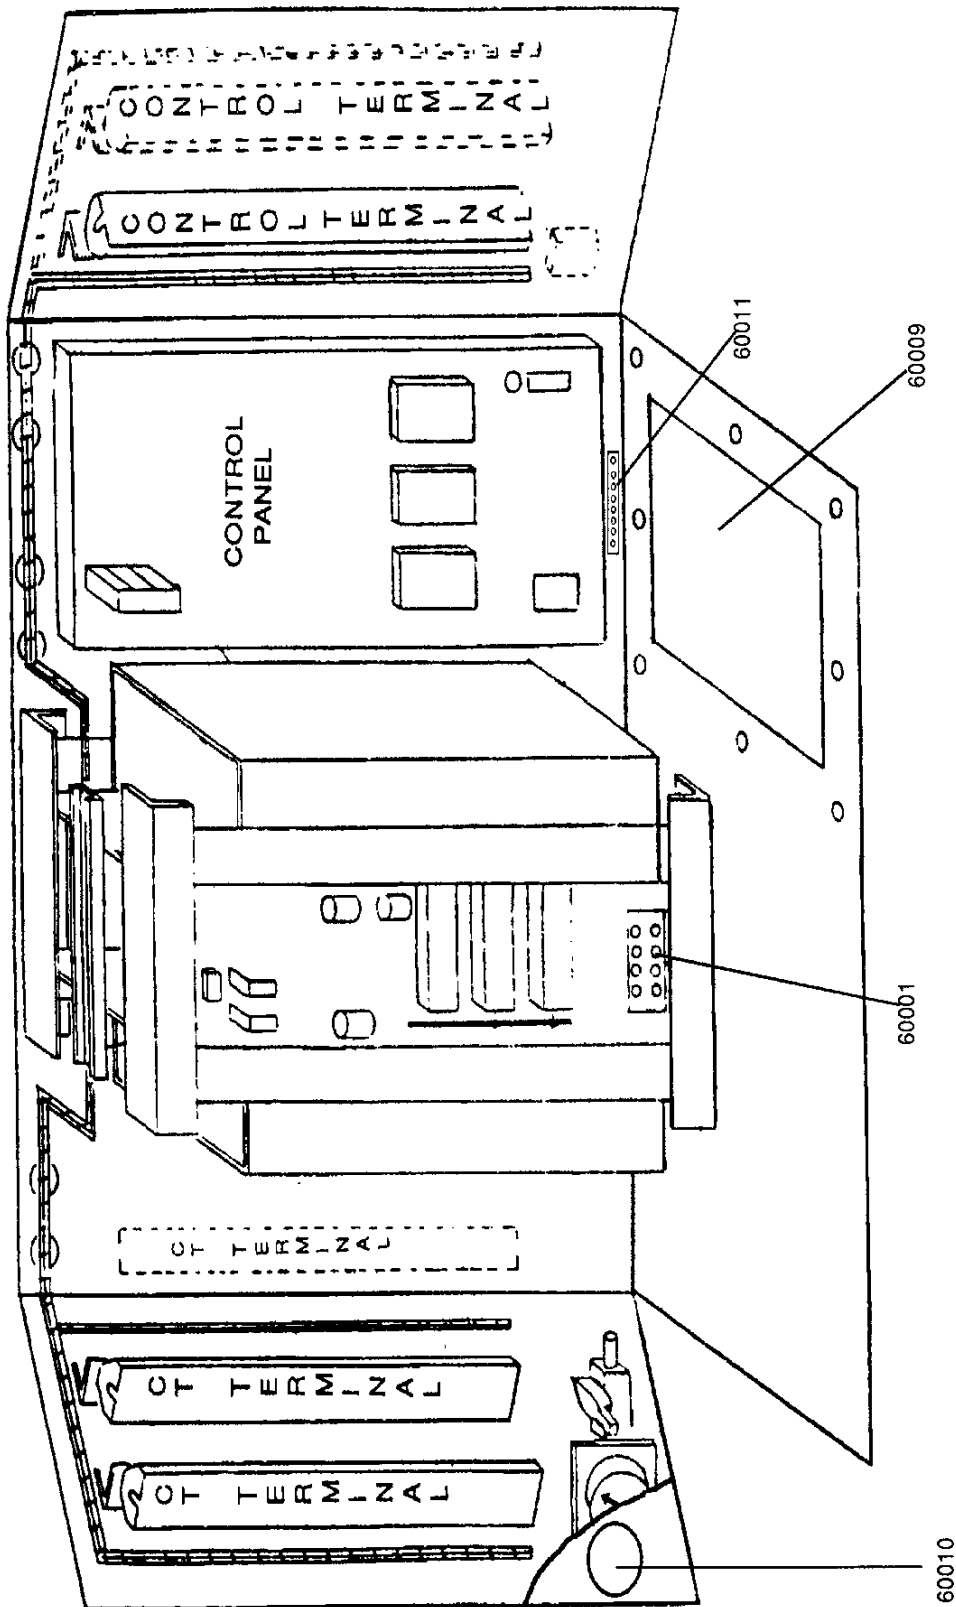 CT TERMINAL
CT TERMINAL
CT TERMINAL
CONTROL
PANEL
CONTROL TERMINAL
CONTROL TERMINAL
60010
60001
60011
60009